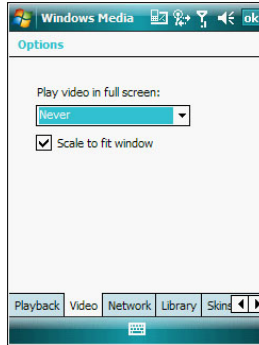 Windows Media ok
Options
Play video in full screen:
Never
Scale to fit window
Playback Video Network Library Skins